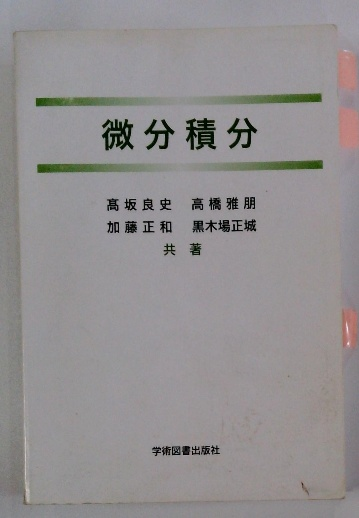 微分積分
髙坂良史 高橋雅朋
加藤正和 黒木場正城
共著
学術図書出版社